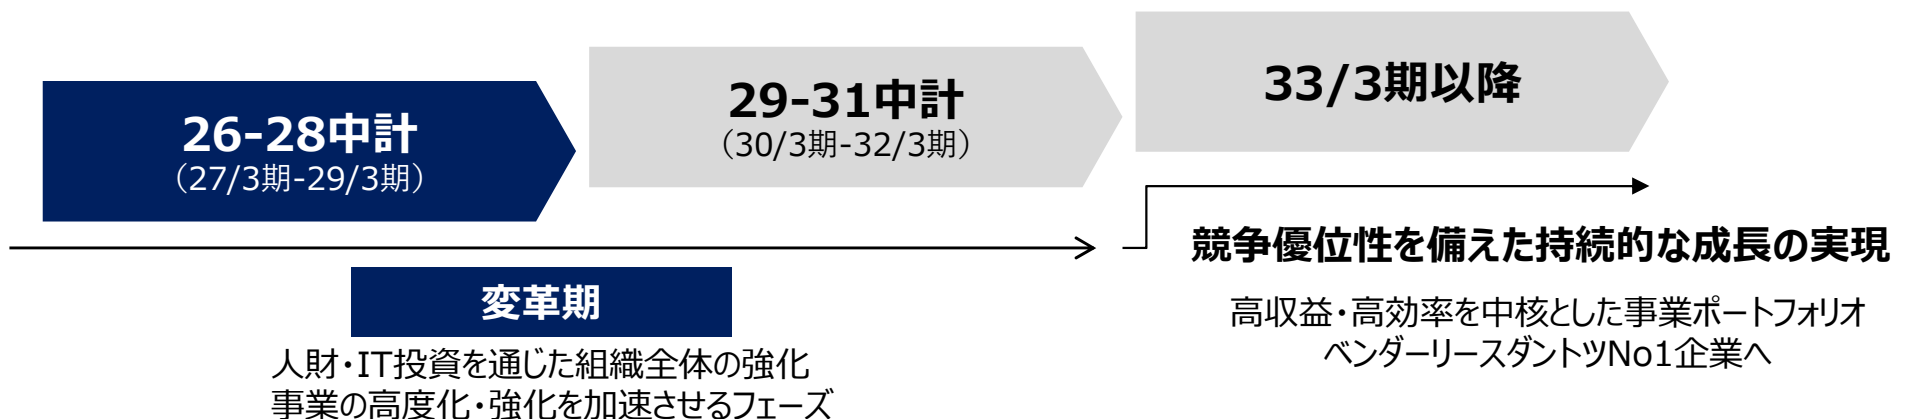 26-28中計
（27/3期-29/3期）
29-31中計
（30/3期-32/3期）
33/3期以降
変革期
人財・IT投資を通じた組織全体の強化
事業の高度化・強化を加速させるフェーズ
競争優位性を備えた持続的な成長の実現
高収益・高効率を中核とした事業ポートフォリオ
ベンダーリースダントツNo1企業へ